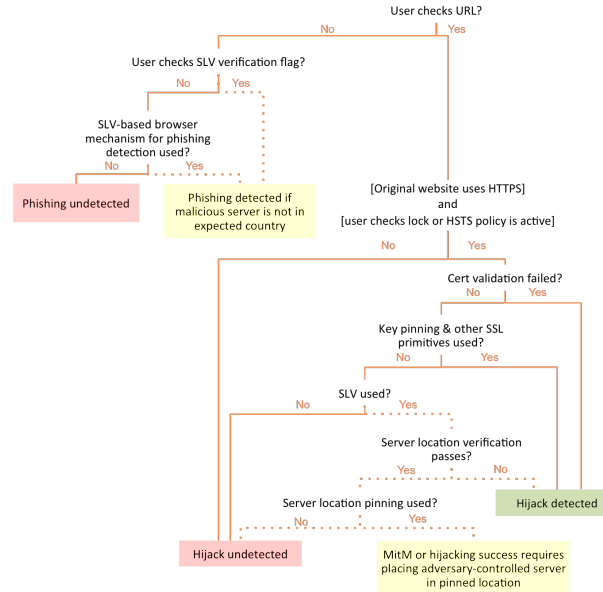 User checks URL?
No
Yes
User checks SLV verification flag?
No
Yes
SLV-based browser
mechanism for phishing
detection used?
No
Yes
Phishing undetected
Phishing detected if
malicious server is not in
expected country
[Original website uses HTTPS]
and
[user checks lock or HSTS policy is active]
No
Yes
Cert validation failed?
No
Yes
Key pinning & other SSL
primitives used?
No
Yes
SLV used?
No
Yes
Server location verification
passes?
Yes
No
Hijack detected
Server location pinning used?
No
Yes
Hijack undetected
MitM or hijacking success requires
placing adversary-controlled server
in pinned location